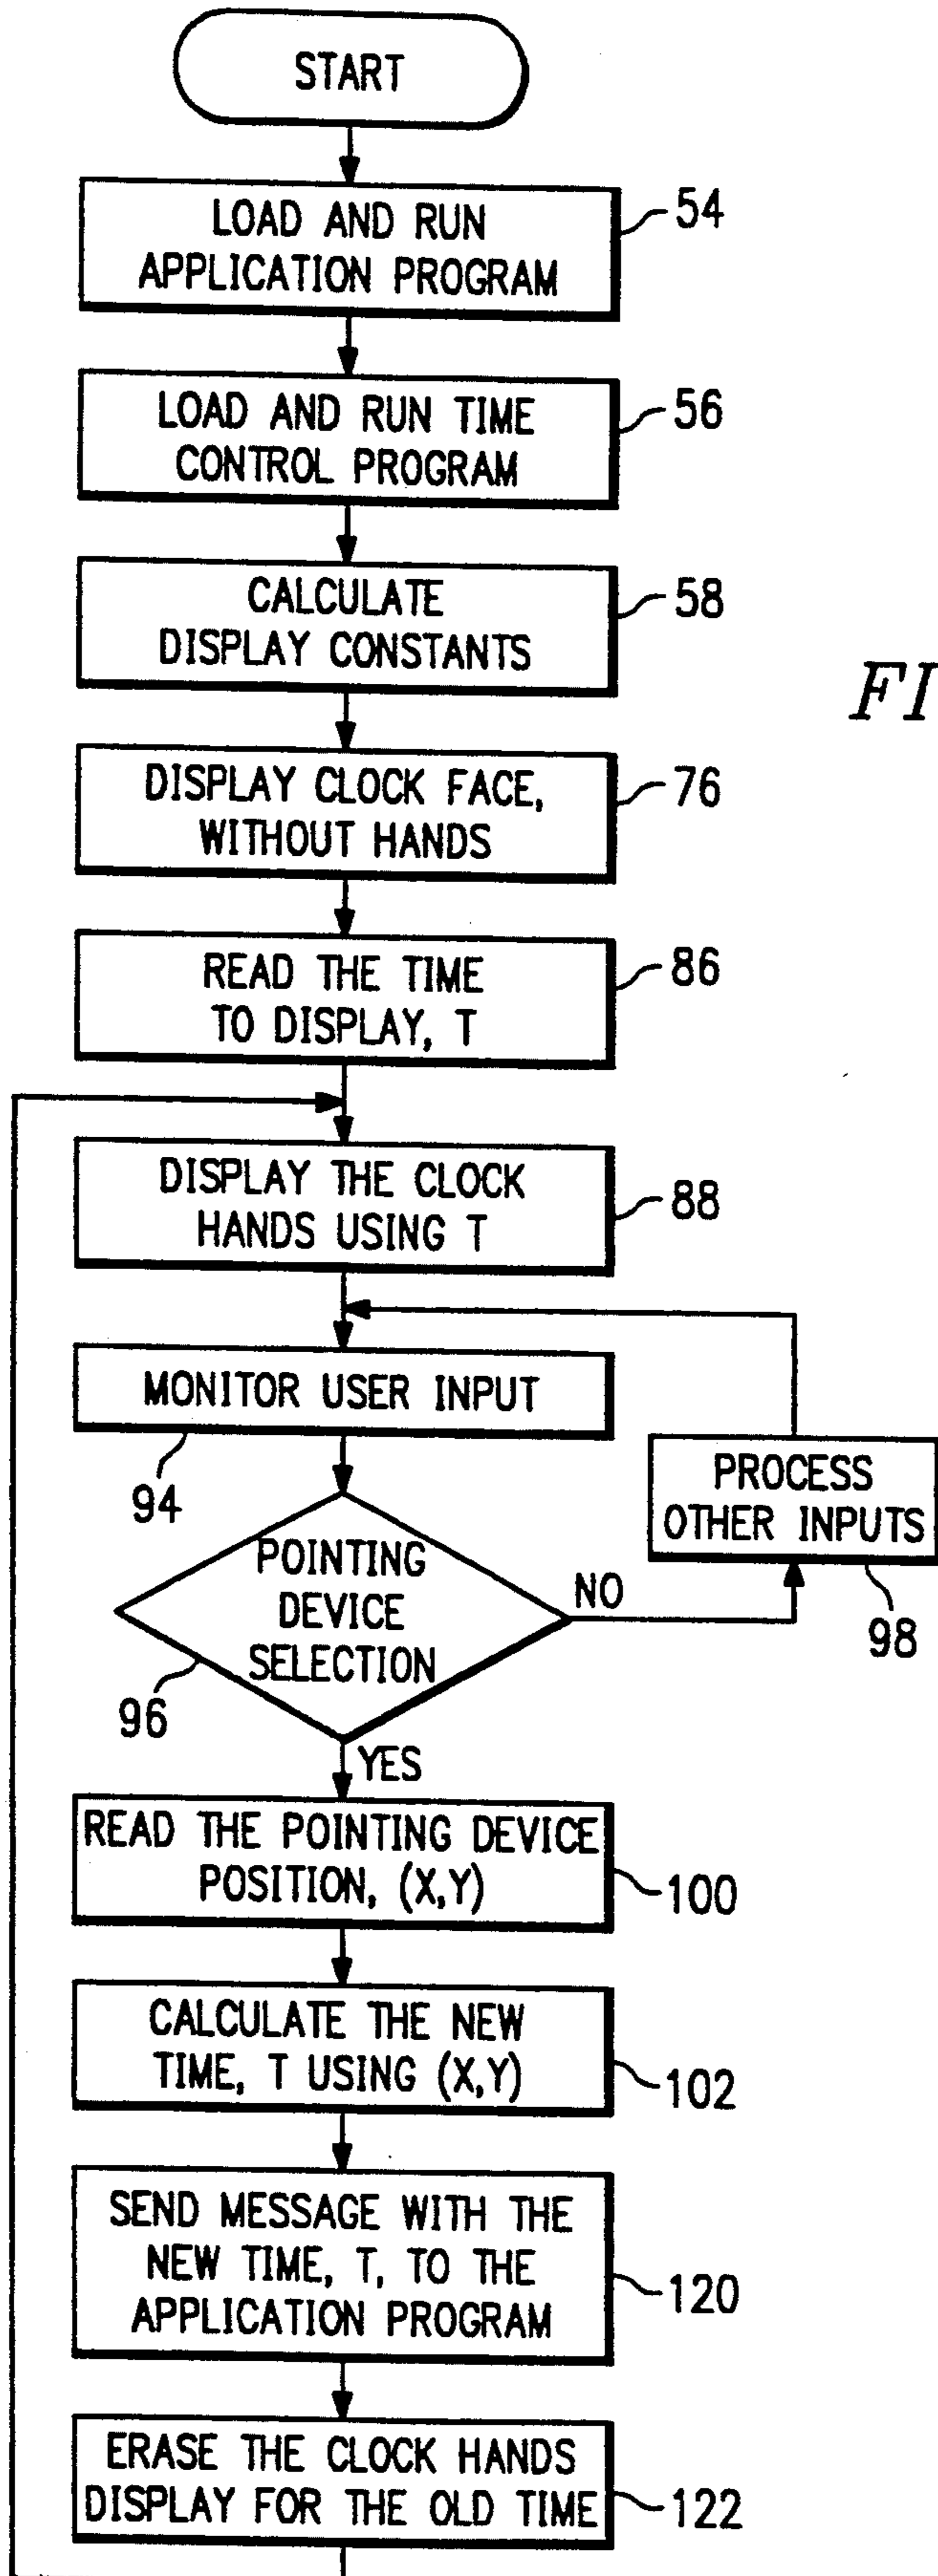 START
LOAD AND RUN
APPLICATION PROGRAM
54
LOAD AND RUN TIME
CONTROL PROGRAM
56
CALCULATE
DISPLAY CONSTANTS
58
FI
DISPLAY CLOCK FACE,
WITHOUT HANDS
76
READ THE TIME
TO DISPLAY, T
86
DISPLAY THE CLOCK
HANDS USING T
88
MONITOR USER INPUT
94
PROCESS
OTHER INPUTS
98
POINTING
DEVICE
SELECTION
96
NO
YES
READ THE POINTING DEVICE
POSITION, (X,Y)
100
CALCULATE THE NEW
TIME, T USING (X,Y)
102
SEND MESSAGE WITH THE
NEW TIME, T, TO THE
APPLICATION PROGRAM
120
ERASE THE CLOCK HANDS
DISPLAY FOR THE OLD TIME
122